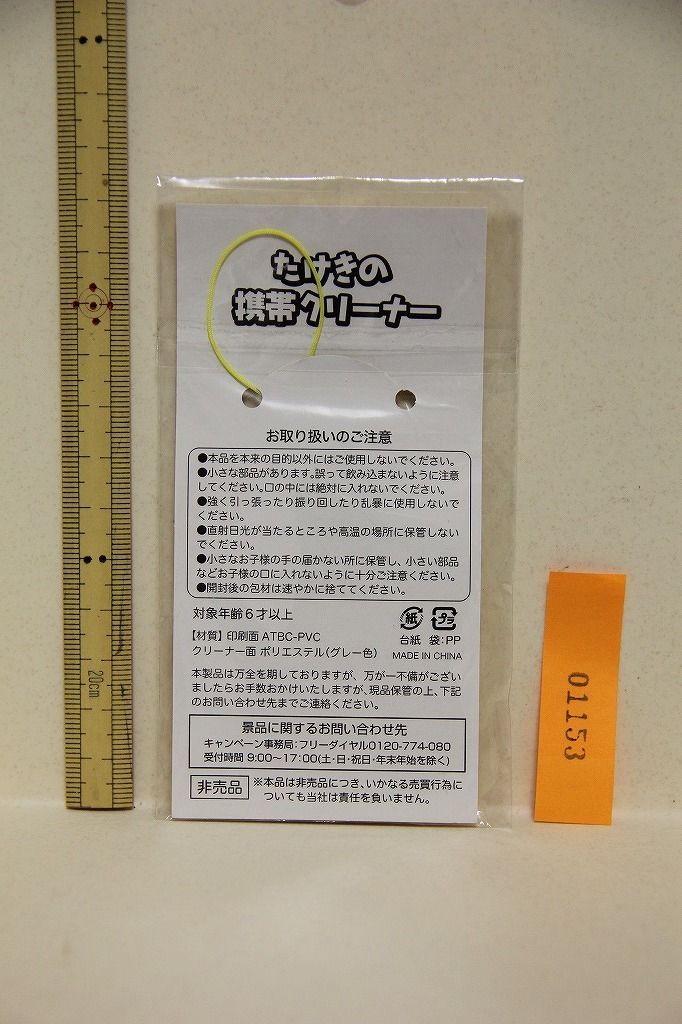 たけきの
携帯クリーナー
お取り扱いのご注意
●本品を本来の目的以外にはご使用しないでください。
●小さな部品があります。誤って飲み込まないように注意
してください。口の中には絶対に入れないでください。
●強く引っ張ったり振り回したり乱暴に使用しないで
ください。
●直射日光が当たるところや高温の場所に保管しない
でください。
●小さなお子様の手の届かない所に保管し、小さい部品
などお子様の口に入れないように十分ご注意ください。
●開封後の包材は速やかに捨ててください。
対象年齢6才以上
【材質】印刷面 ATBC-PVC
クリーナー面 ポリエステル(グレー色)
紙 プラ
台紙 袋:PP
MADE IN CHINA
本製品は万全を期しておりますが、万が一不備がござい
ましたらお手数おかけいたしますが、現品保管の上、下記
のお問い合わせ先までご連絡ください。
景品に関するお問い合わせ先
キャンペーン事務局:フリーダイヤル0120-774-080
受付時間 9:00〜17:00(土・日・祝日・年末年始を除く)
非売品
※本品は非売品につき、いかなる売買行為に
ついても当社は責任を負いません。
20cm
01153